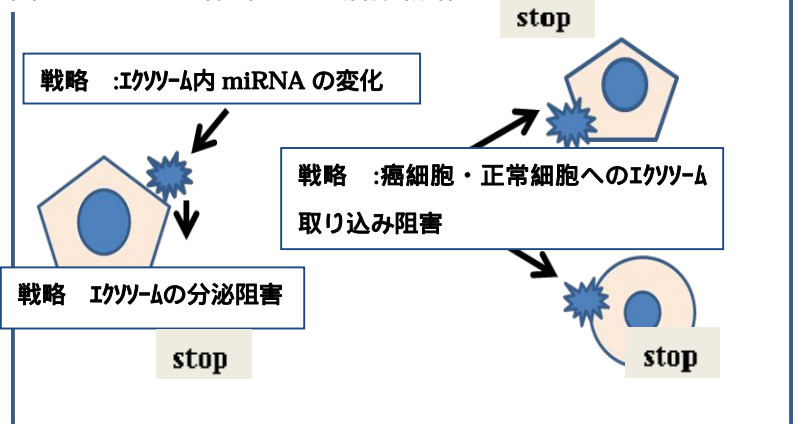 stop
戦略 :ｴｸｿｿｰﾑ内 miRNA の変化
戦略 :癌細胞・正常細胞へのｴｸｿｿｰﾑ
取り込み阻害
戦略 ｴｸｿｿｰﾑの分泌阻害
stop
stop